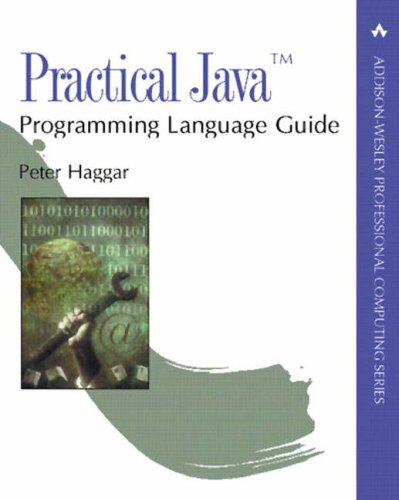 Practical Java™
Programming Language Guide
Peter Haggar
ADDISON-WESLEY PROFESSIONAL COMPUTING SERIES
@